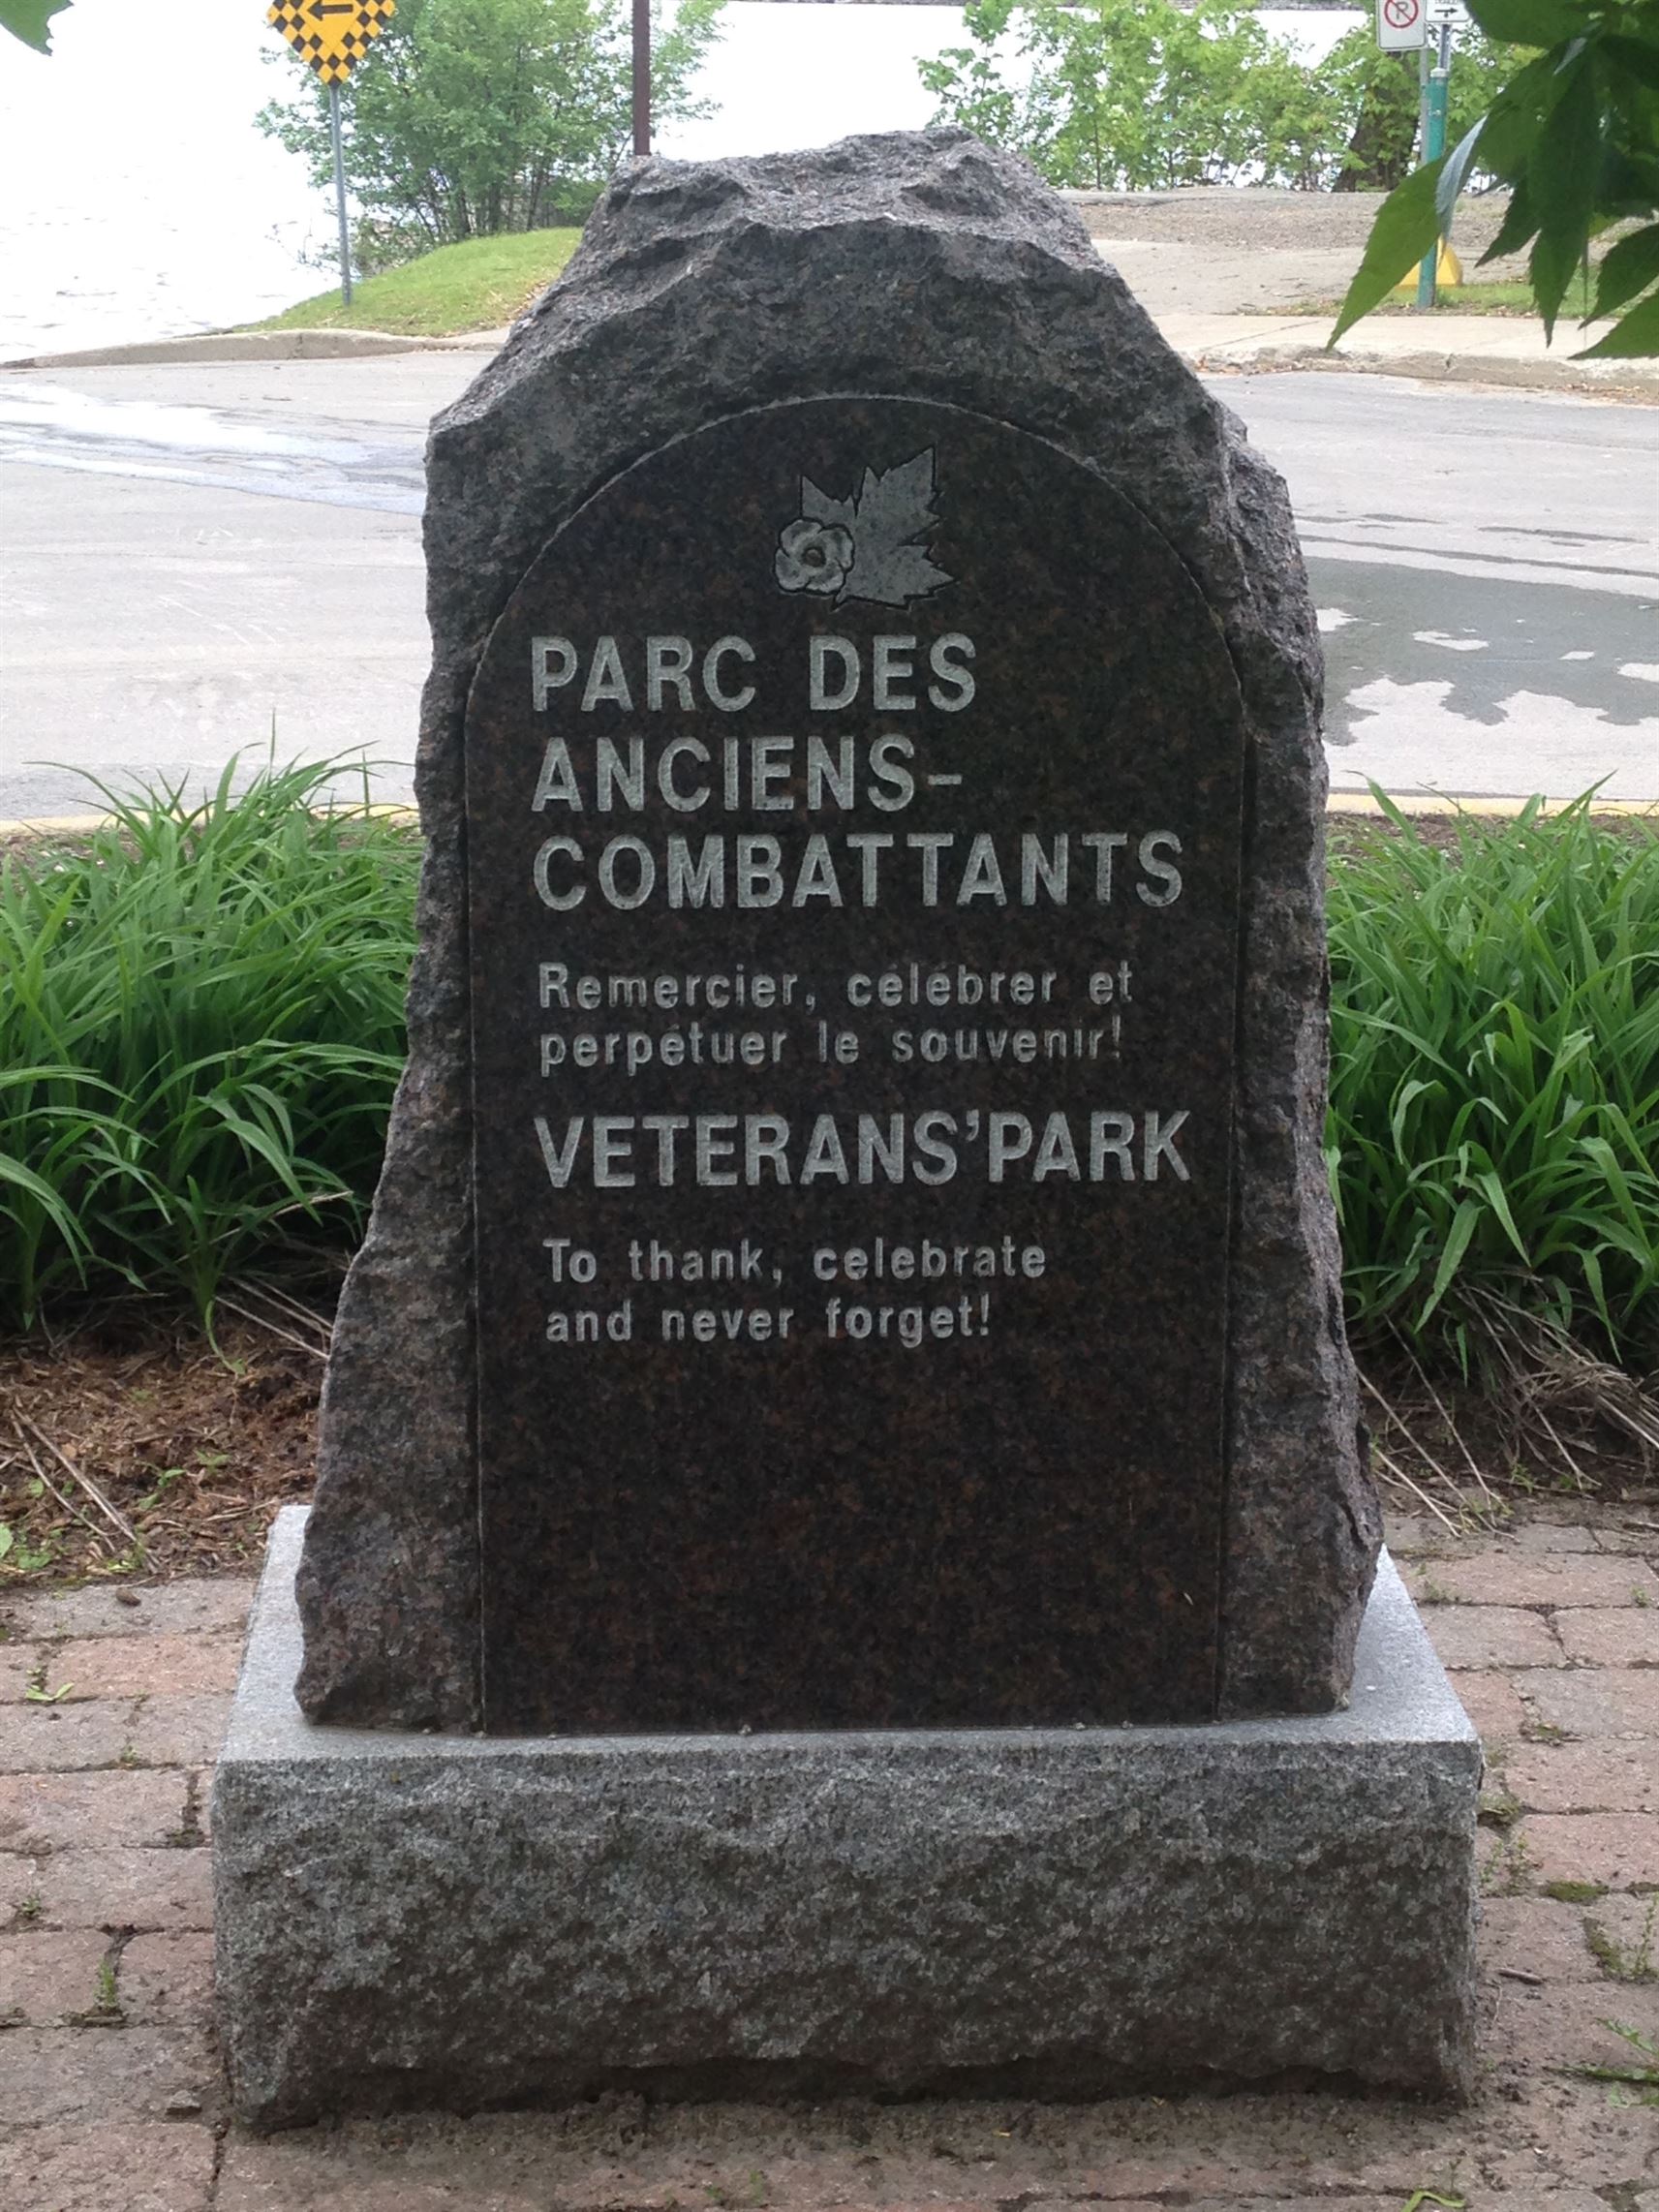 PARC DES
ANCIENS-
COMBATTANTS
Remercier, célébrer et
perpétuer le souvenir!
VETERANS'PARK
To thank, celebrate
and never forget!